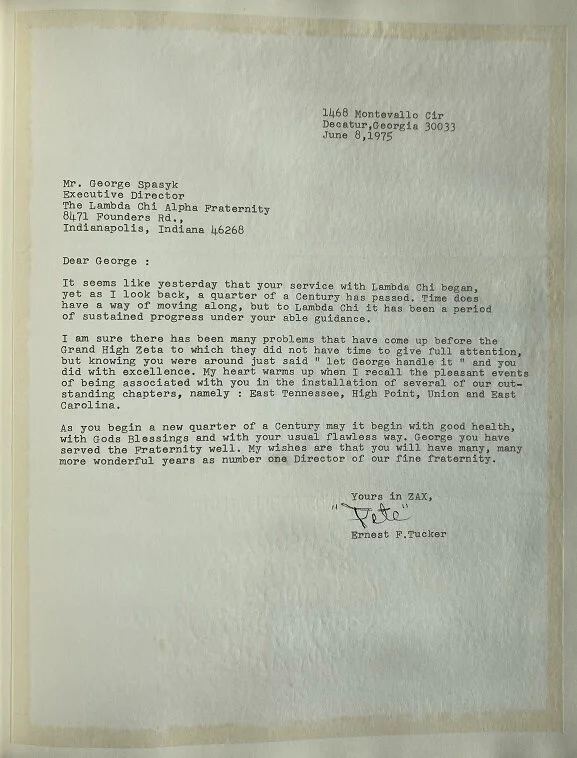 1468 Montevallo Cir
Decatur,Georgia 30033
June 8,1975
Mr. George Spasyk
Executive Director
The Lambda Chi Alpha Fraternity
8471 Founders Rd.,
Indianapolis, Indiana 46268
Dear George :
It seems like yesterday that your service with Lambda Chi began,
yet as I look back, a quarter of a Century has passed. Time does
have a way of moving along, but to Lambda Chi it has been a period
of sustained progress under your able guidance.
I am sure there has been many problems that have come up before the
Grand High Zeta to which they did not have time to give full attention,
but knowing you were around just said " let George handle it " and you
did with excellence. My heart warms up when I recall the pleasant events
of being associated with you in the installation of several of our out-
standing chapters, namely : East Tennessee, High Point, Union and East
Carolina.
As you begin a new quarter of a Century may it begin with good health,
with Gods Blessings and with your usual flawless way. George you have
served the Fraternity well. My wishes are that you will have many, many
more wonderful years as number one Director of our fine fraternity.
Yours in ZAX,
"Pete"
Ernest F.Tucker